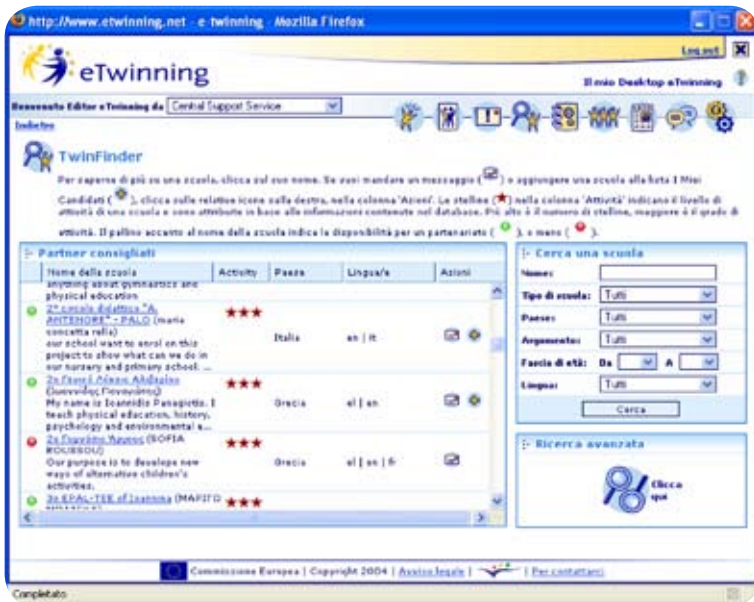 http://www.etwinning.net - e-twinning - Mozilla Firefox
Log out
eTwinning
Il mio Desktop eTwinning
Benvenuto Editor eTwinning da Central Support Service
Indietro
TwinFinder
Per saperne di più su una scuola, clicca sul suo nome. Se vuoi mandare un messaggio ( ) o aggiungere una scuola alla lista I Miei
Candidati ( ), clicca sulle relative icone sulla destra, nella colonna 'Azioni'. Le stelline (★) nella colonna 'Attività' indicano il livello di
attività di una scuola e sono attribuite in base alle informazioni contenute nel database. Più alto è il numero di stelline, maggiore è il grado di
attività. Il pallino accanto al nome della scuola indica la disponibilità per un partenariato ( ), o meno ( ).
Partner consigliati
Nome della scuola Activity Paese Lingua/e Azioni
anything about gymnastics and
physical education
2° circolo didattico "A.
ANTENORE" - PALO (maria
concetta relia)
our school want to enrol on this
project to show what can we do in
our nursery and primary school. ...
★★★
Italia
en | it
2ο Γενικό Λύκειο
My name is Ioannidis Panagiotis. I
teach physical education, history,
psychology and environmental e...
★★★
Grecia
el | en
2ο Γυμνάσιο (SOFIA
ROUSSOU)
Our purpose is to develope new
ways of alternative children's
activities.
★★★
Grecia
el | en | fr
3o EPAL-TEE of Ioannina
★★★
Cerca una scuola
Nome:
Tipo di scuola: Tutti
Paese: Tutti
Argomento: Tutti
Fascia di età: Da A
Lingua: Tutti
Cerca
Ricerca avanzata
Clicca
qui
Commissione Europea | Copyright 2004 | Avviso legale | | Per contattarci
Completato